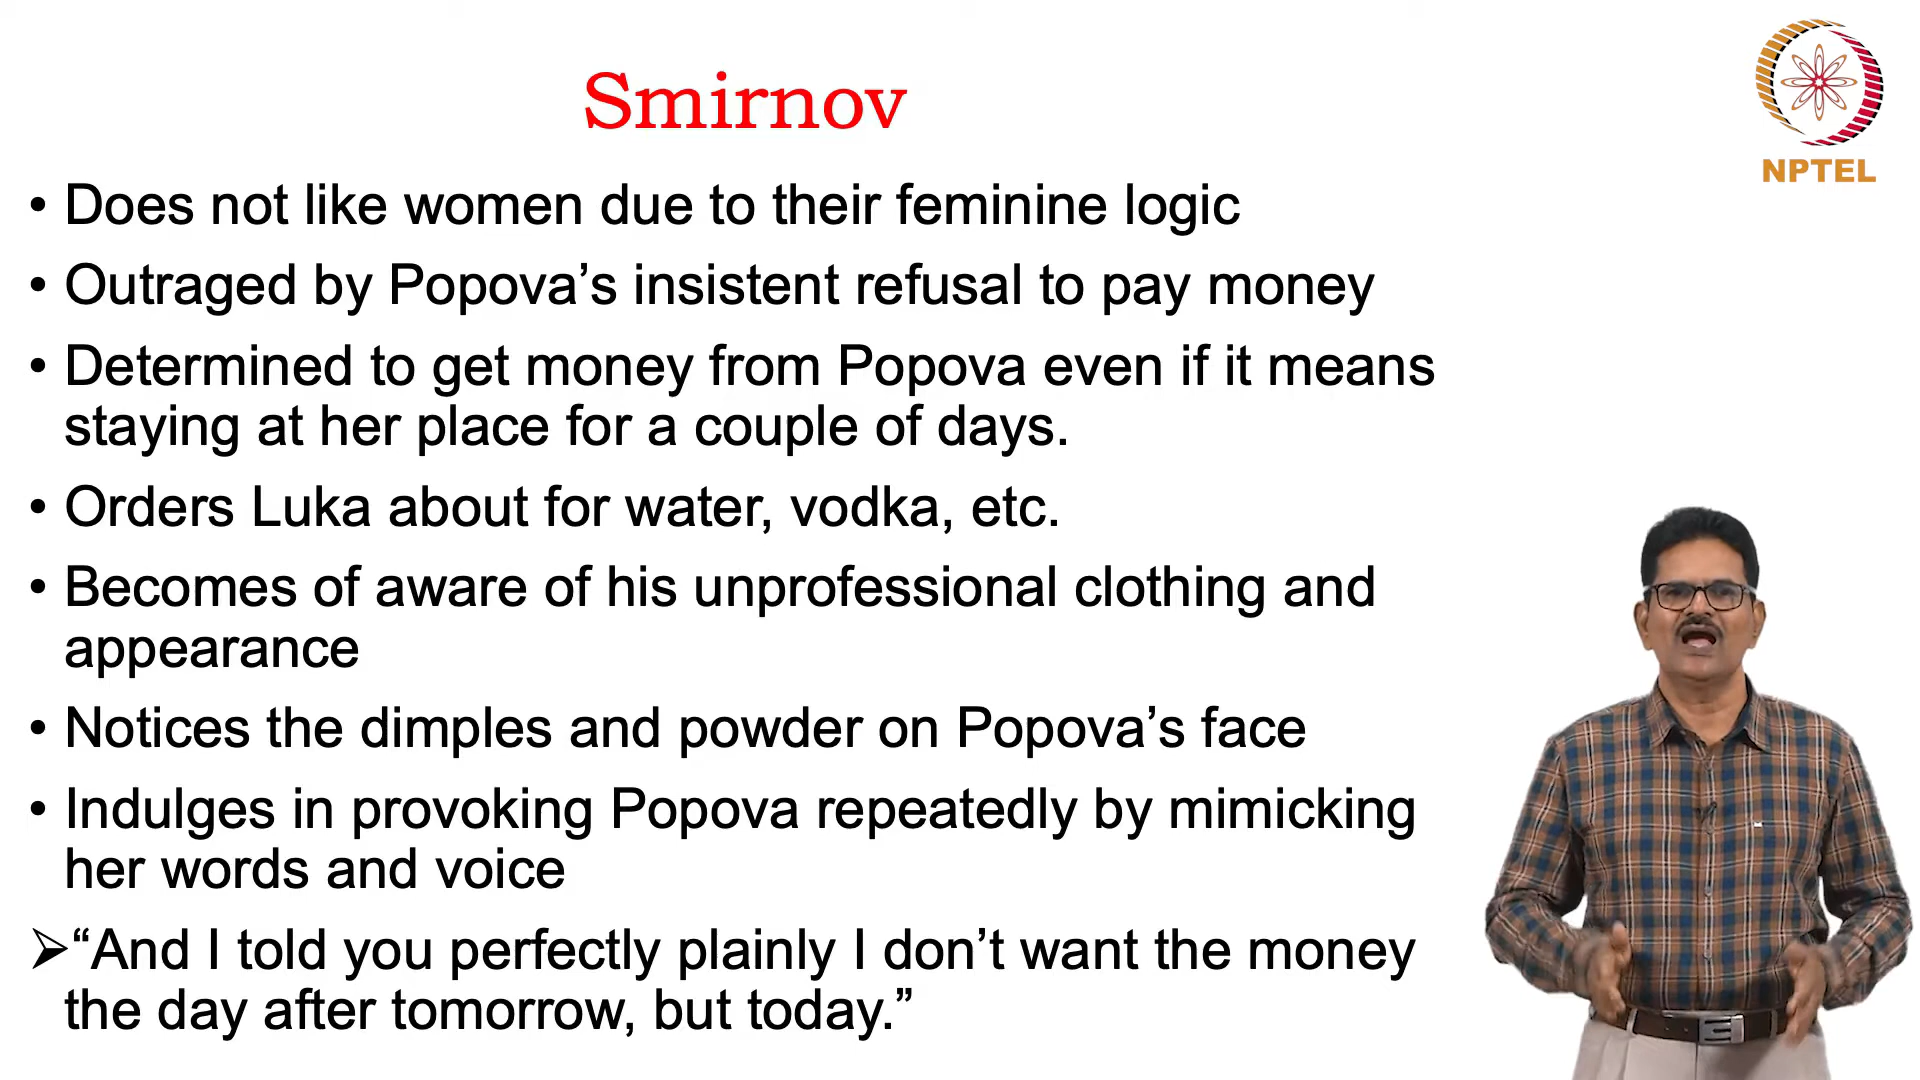 Smirnov
NPTEL
• Does not like women due to their feminine logic
• Outraged by Popova’s insistent refusal to pay money
• Determined to get money from Popova even if it means
staying at her place for a couple of days.
• Orders Luka about for water, vodka, etc.
• Becomes of aware of his unprofessional clothing and
appearance
• Notices the dimples and powder on Popova’s face
• Indulges in provoking Popova repeatedly by mimicking
her words and voice
➢“And I told you perfectly plainly I don’t want the money
the day after tomorrow, but today.”